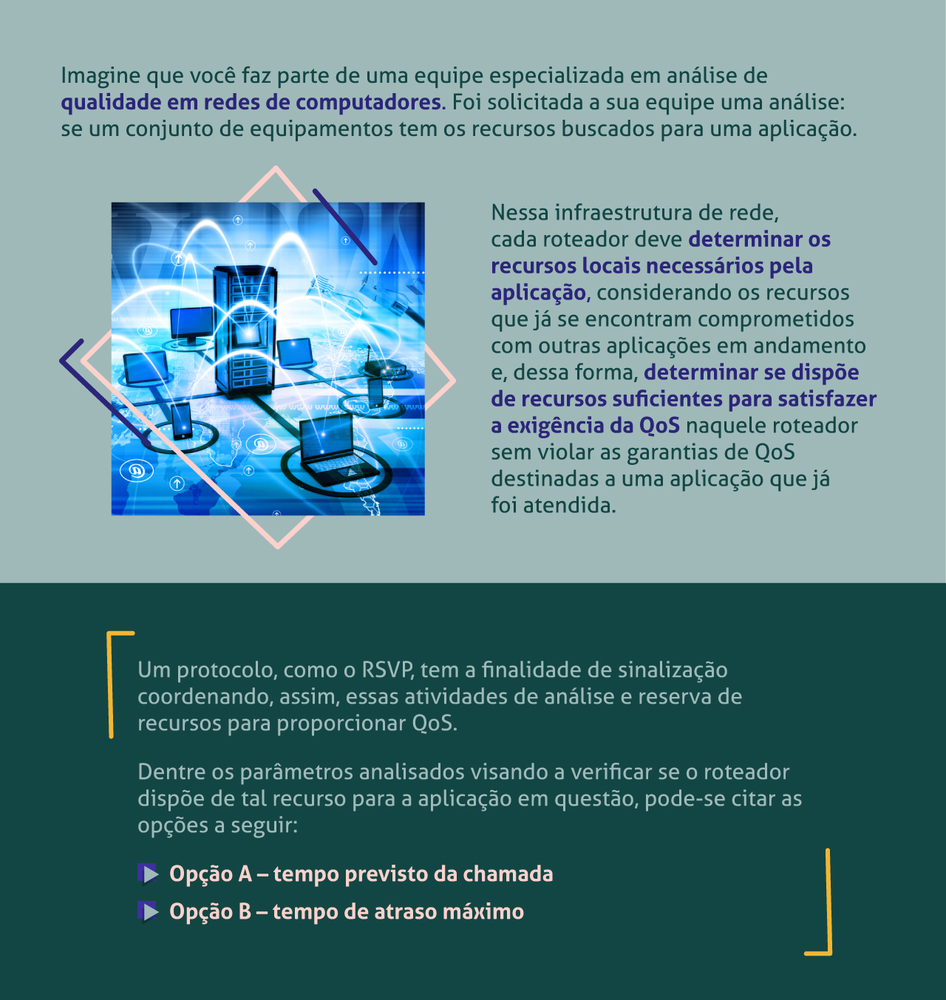 Imagine que você faz parte de uma equipe especializada em análise de
qualidade em redes de computadores. Foi solicitada a sua equipe uma análise:
se um conjunto de equipamentos tem os recursos buscados para uma aplicação.
Nessa infraestrutura de rede,
cada roteador deve determinar os
recursos locais necessários pela
aplicação, considerando os recursos
que já se encontram comprometidos
com outras aplicações em andamento
e, dessa forma, determinar se dispõe
de recursos suficientes para satisfazer
a exigência da QoS naquele roteador
sem violar as garantias de QoS
destinadas a uma aplicação que já
foi atendida.
Um protocolo, como o RSVP, tem a finalidade de sinalização
coordenando, assim, essas atividades de análise e reserva de
recursos para proporcionar QoS.
Dentre os parâmetros analisados visando a verificar se o roteador
dispõe de tal recurso para a aplicação em questão, pode-se citar as
opções a seguir:
Opção A – tempo previsto da chamada
Opção B – tempo de atraso máximo